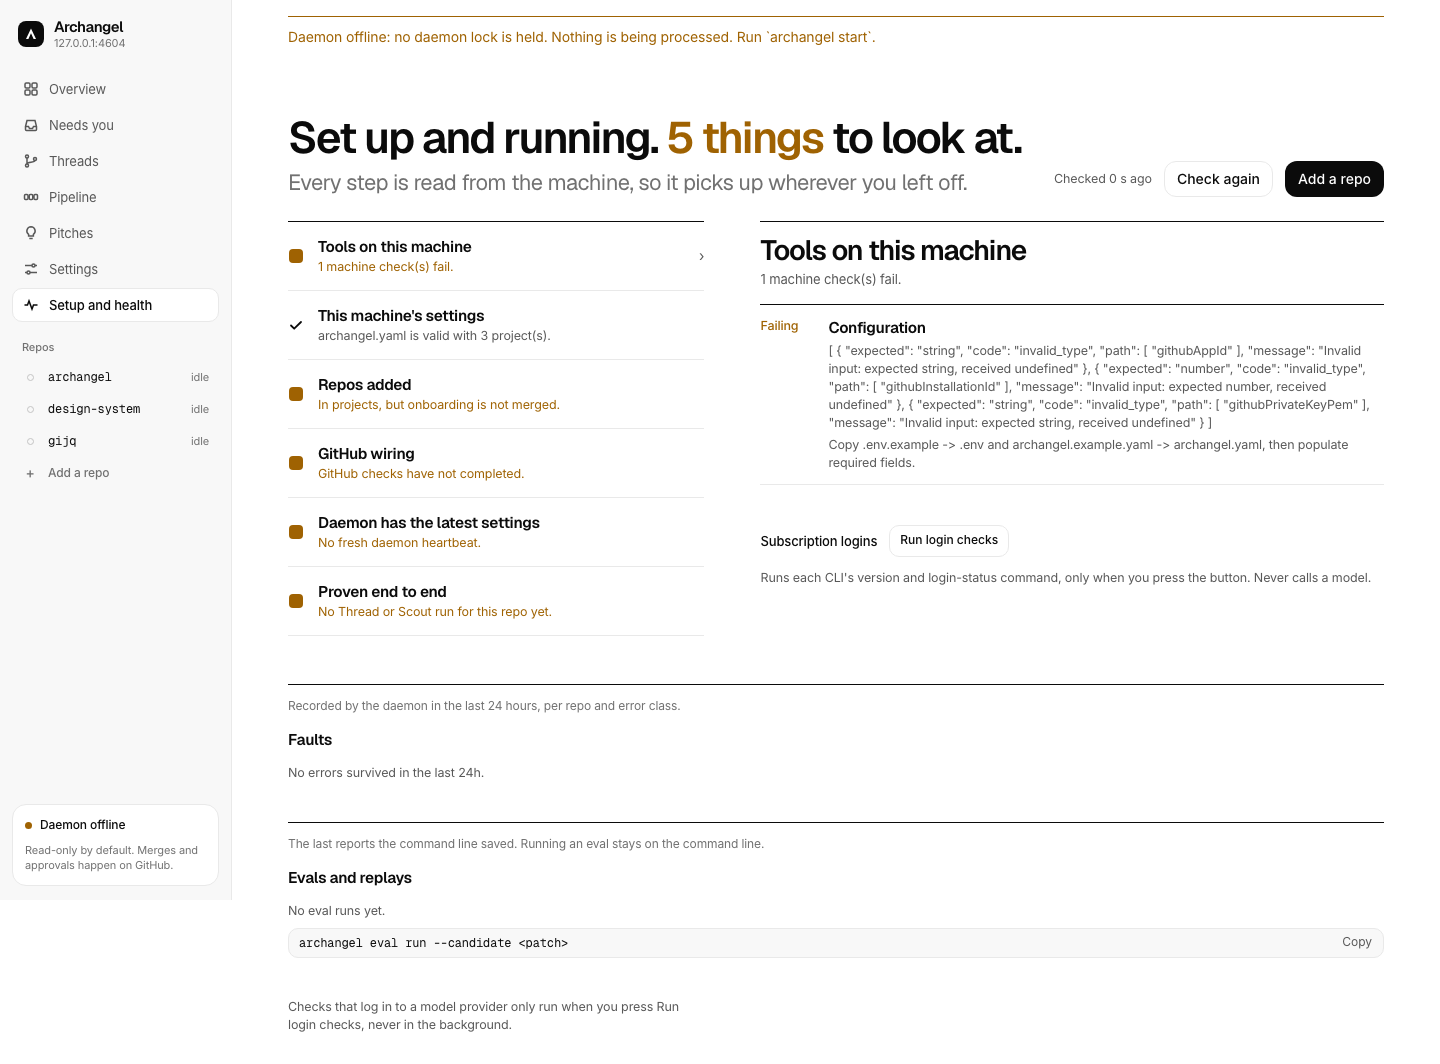 Archangel
127.0.0.1:4604
Overview
Needs you
Threads
Pipeline
Pitches
Settings
Setup and health
Repos
archangel idle
design-system idle
gijq idle
+ Add a repo
Daemon offline
Read-only by default. Merges and
approvals happen on GitHub.
Daemon offline: no daemon lock is held. Nothing is being processed. Run `archangel start`.
Set up and running. 5 things to look at.
Every step is read from the machine, so it picks up wherever you left off.
Checked 0 s ago
Check again
Add a repo
Tools on this machine
1 machine check(s) fail.
This machine's settings
archangel.yaml is valid with 3 project(s).
Repos added
In projects, but onboarding is not merged.
GitHub wiring
GitHub checks have not completed.
Daemon has the latest settings
No fresh daemon heartbeat.
Proven end to end
No Thread or Scout run for this repo yet.
Tools on this machine
1 machine check(s) fail.
Failing
Configuration
[ { "expected": "string", "code": "invalid_type", "path": [ "githubAppId" ], "message": "Invalid
input: expected string, received undefined" }, { "expected": "number", "code": "invalid_type",
"path": [ "githubInstallationId" ], "message": "Invalid input: expected number, received
undefined" }, { "expected": "string", "code": "invalid_type", "path": [ "githubPrivateKeyPem" ],
"message": "Invalid input: expected string, received undefined" } ]
Copy .env.example -> .env and archangel.example.yaml -> archangel.yaml, then populate
required fields.
Subscription logins
Run login checks
Runs each CLI's version and login-status command, only when you press the button. Never calls a model.
Recorded by the daemon in the last 24 hours, per repo and error class.
Faults
No errors survived in the last 24h.
The last reports the command line saved. Running an eval stays on the command line.
Evals and replays
No eval runs yet.
archangel eval run --candidate <patch>
Copy
Checks that log in to a model provider only run when you press Run
login checks, never in the background.